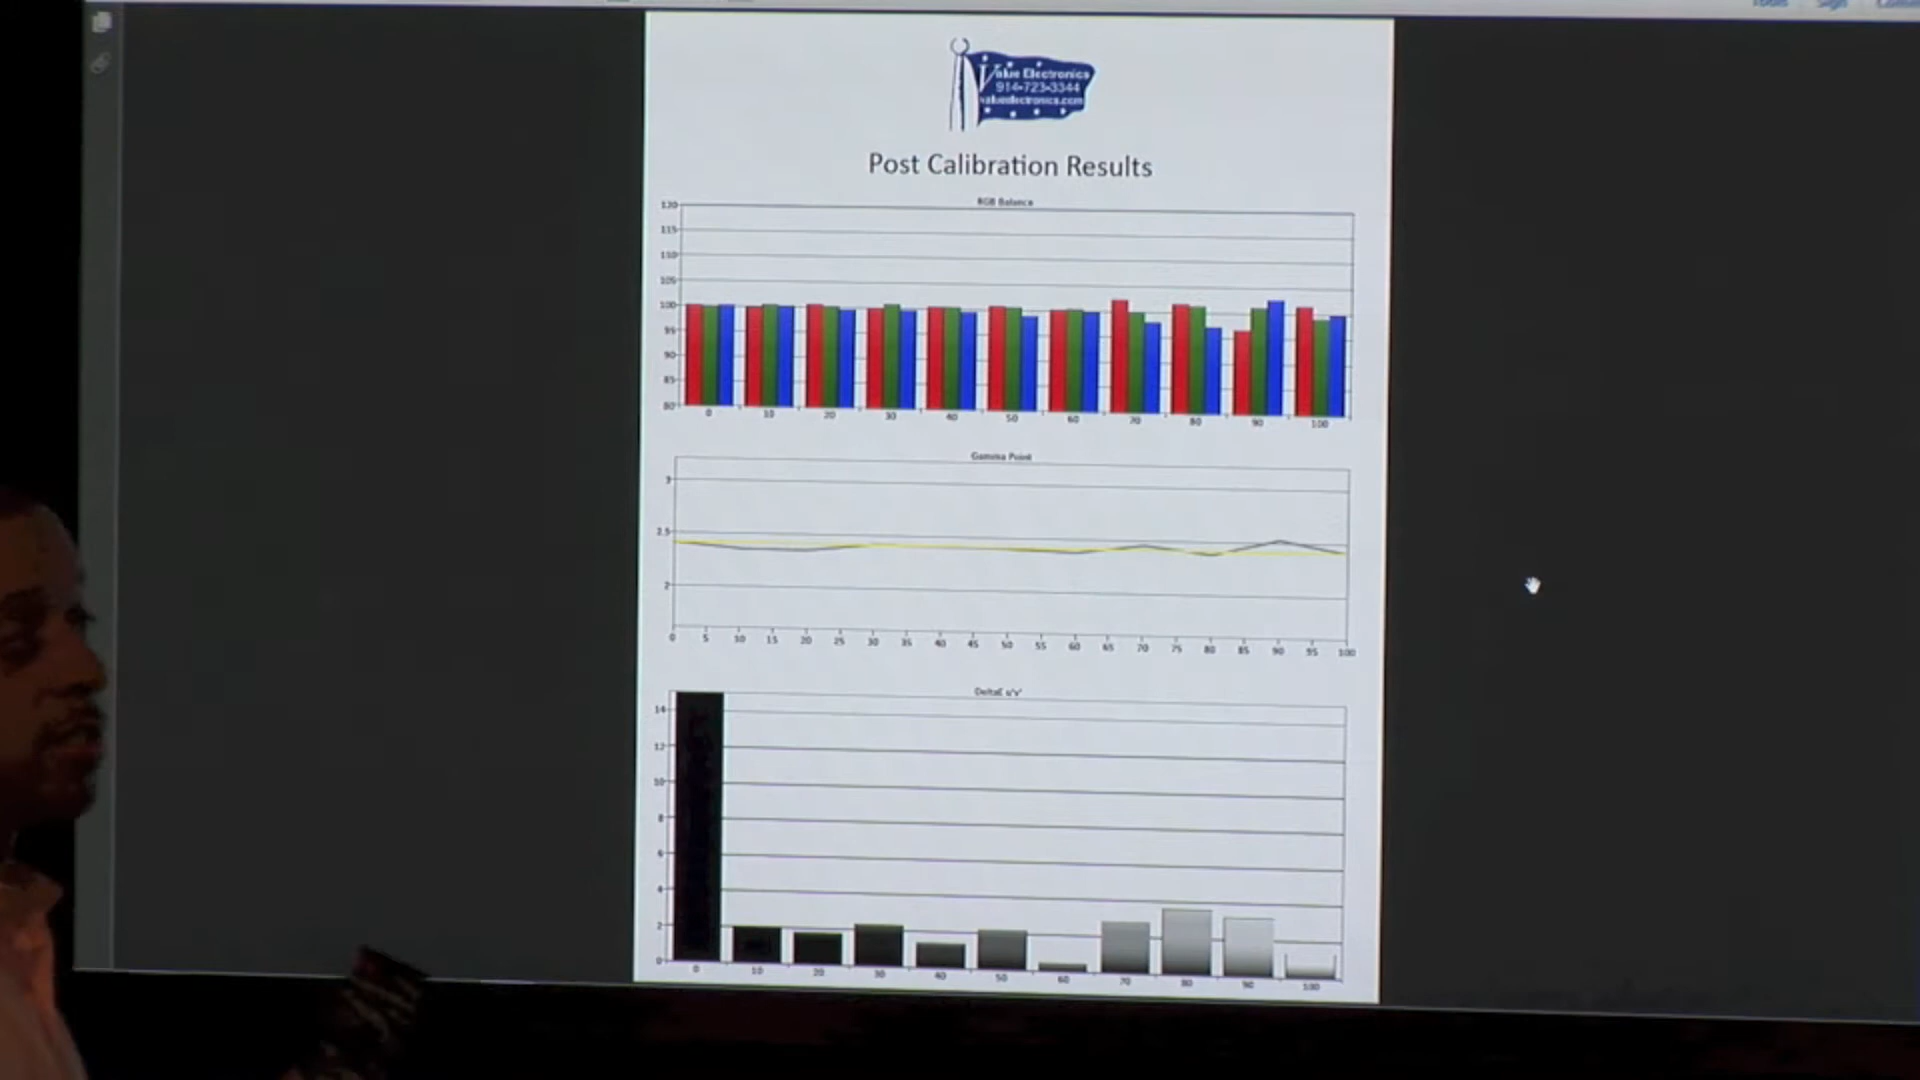 Tools Sign
Value Electronics
914-723-3344
valueelectronics.com
Post Calibration Results
RGB Balance
120
115
110
105
100
95
90
85
80
0 10 20 30 40 50 60 70 80 90 100
Gamma Point
3
2.5
2
0 5 10 15 20 25 30 35 40 45 50 55 60 65 70 75 80 85 90 95 100
DeltaE u'v'
14
12
10
8
6
4
2
0
0 10 20 30 40 50 60 70 80 90 100